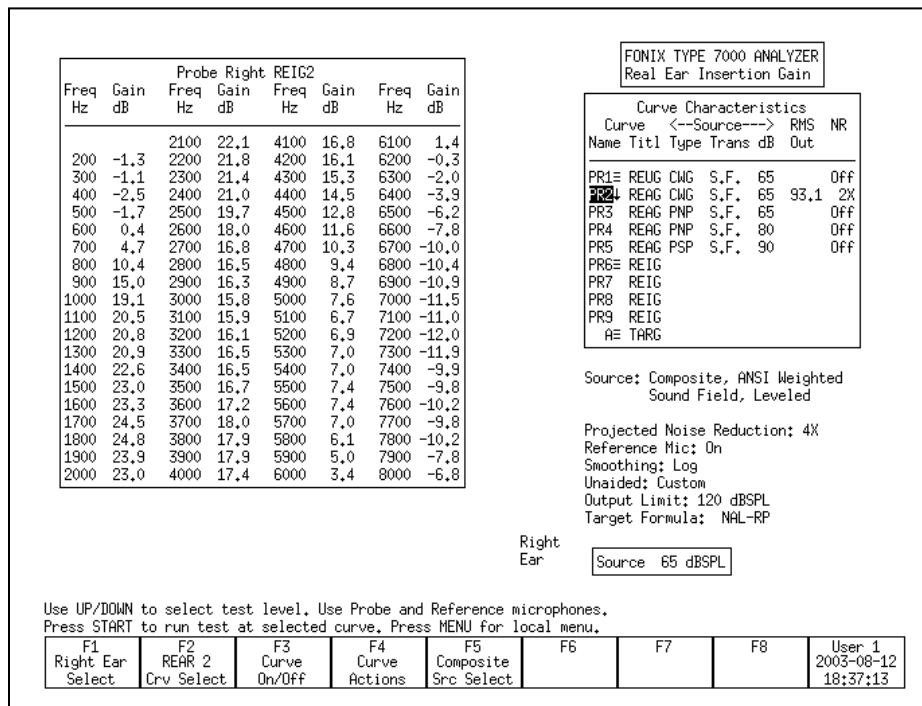 FONIX TYPE 7000 ANALYZER
Real Ear Insertion Gain
Probe Right REIG2
Freq Gain Freq Gain Freq Gain Freq Gain
Hz dB Hz dB Hz dB Hz dB
2100 22.1 4100 16.8 6100 1.4
200 -1.3 2200 21.8 4200 16.1 6200 -0.3
300 -1.1 2300 21.4 4300 15.3 6300 -2.0
400 -2.5 2400 21.0 4400 14.5 6400 -3.9
500 -1.7 2500 19.7 4500 12.8 6500 -6.2
600 0.4 2600 18.0 4600 11.6 6600 -7.8
700 4.7 2700 16.8 4700 10.3 6700 -10.0
800 10.4 2800 16.5 4800 9.4 6800 -10.4
900 15.0 2900 16.3 4900 8.7 6900 -10.9
1000 19.1 3000 15.8 5000 7.6 7000 -11.5
1100 20.5 3100 15.9 5100 6.7 7100 -11.0
1200 20.8 3200 16.1 5200 6.9 7200 -12.0
1300 20.9 3300 16.5 5300 7.0 7300 -11.9
1400 22.6 3400 16.5 5400 7.0 7400 -9.9
1500 23.0 3500 16.7 5500 7.4 7500 -9.8
1600 23.3 3600 17.2 5600 7.4 7600 -10.2
1700 24.5 3700 18.0 5700 7.0 7700 -9.8
1800 24.8 3800 17.9 5800 6.1 7800 -10.2
1900 23.9 3900 17.9 5900 5.0 7900 -7.8
2000 23.0 4000 17.4 6000 3.4 8000 -6.8
Curve Characteristics
Curve <--Source---> RMS NR
Name Titl Type Trans dB Out
PR1≡ REUG CWG S.F. 65 Off
PR2↓ REAG CWG S.F. 65 93.1 2X
PR3 REAG PNP S.F. 65 Off
PR4 REAG PNP S.F. 80 Off
PR5 REAG PSP S.F. 90 Off
PR6≡ REIG
PR7 REIG
PR8 REIG
PR9 REIG
A≡ TARG
Source: Composite, ANSI Weighted
Sound Field, Leveled
Projected Noise Reduction: 4X
Reference Mic: On
Smoothing: Log
Unaided: Custom
Output Limit: 120 dBSPL
Target Formula: NAL-RP
Right
Ear
Source 65 dBSPL
Use UP/DOWN to select test level. Use Probe and Reference microphones.
Press START to run test at selected curve. Press MENU for local menu.
F1 F2 F3 F4 F5 F6 F7 F8 User 1
Right Ear REAR 2 Curve Curve Composite 2003-08-12
Select Crv Select On/Off Actions Src Select 18:37:13